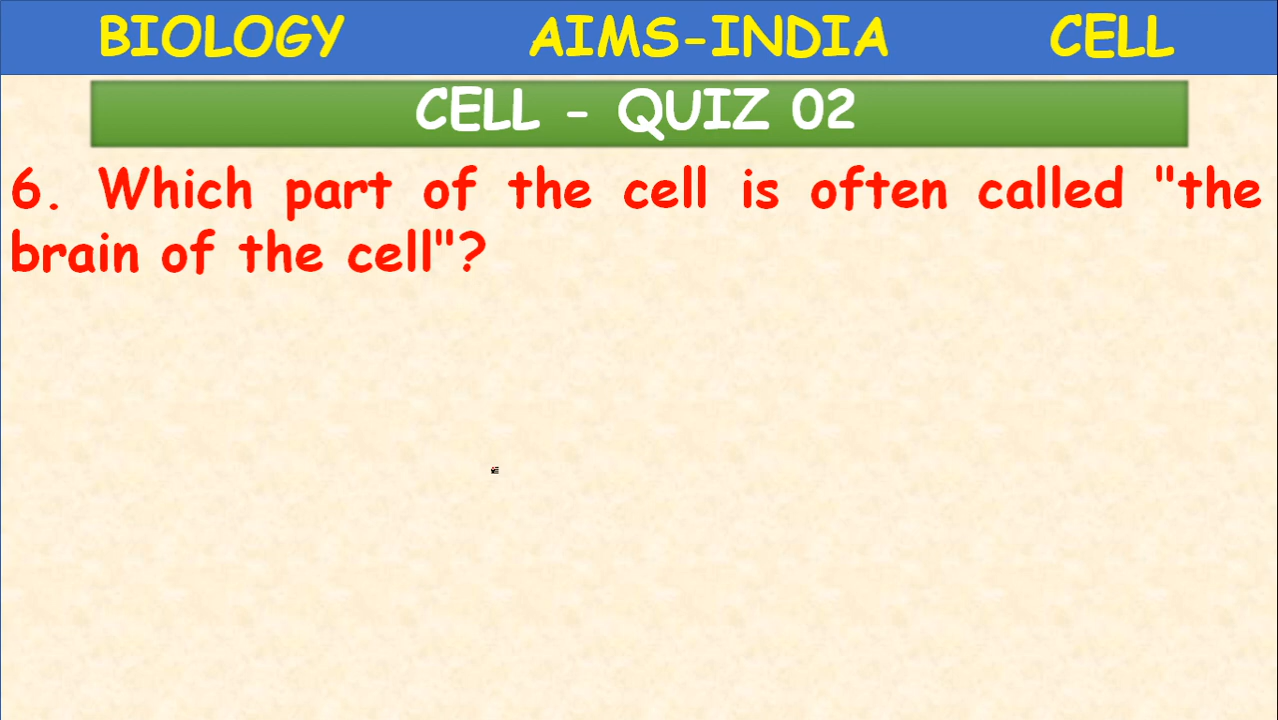 BIOLOGY AIMS-INDIA CELL
CELL - QUIZ 02
6. Which part of the cell is often called "the
brain of the cell"?